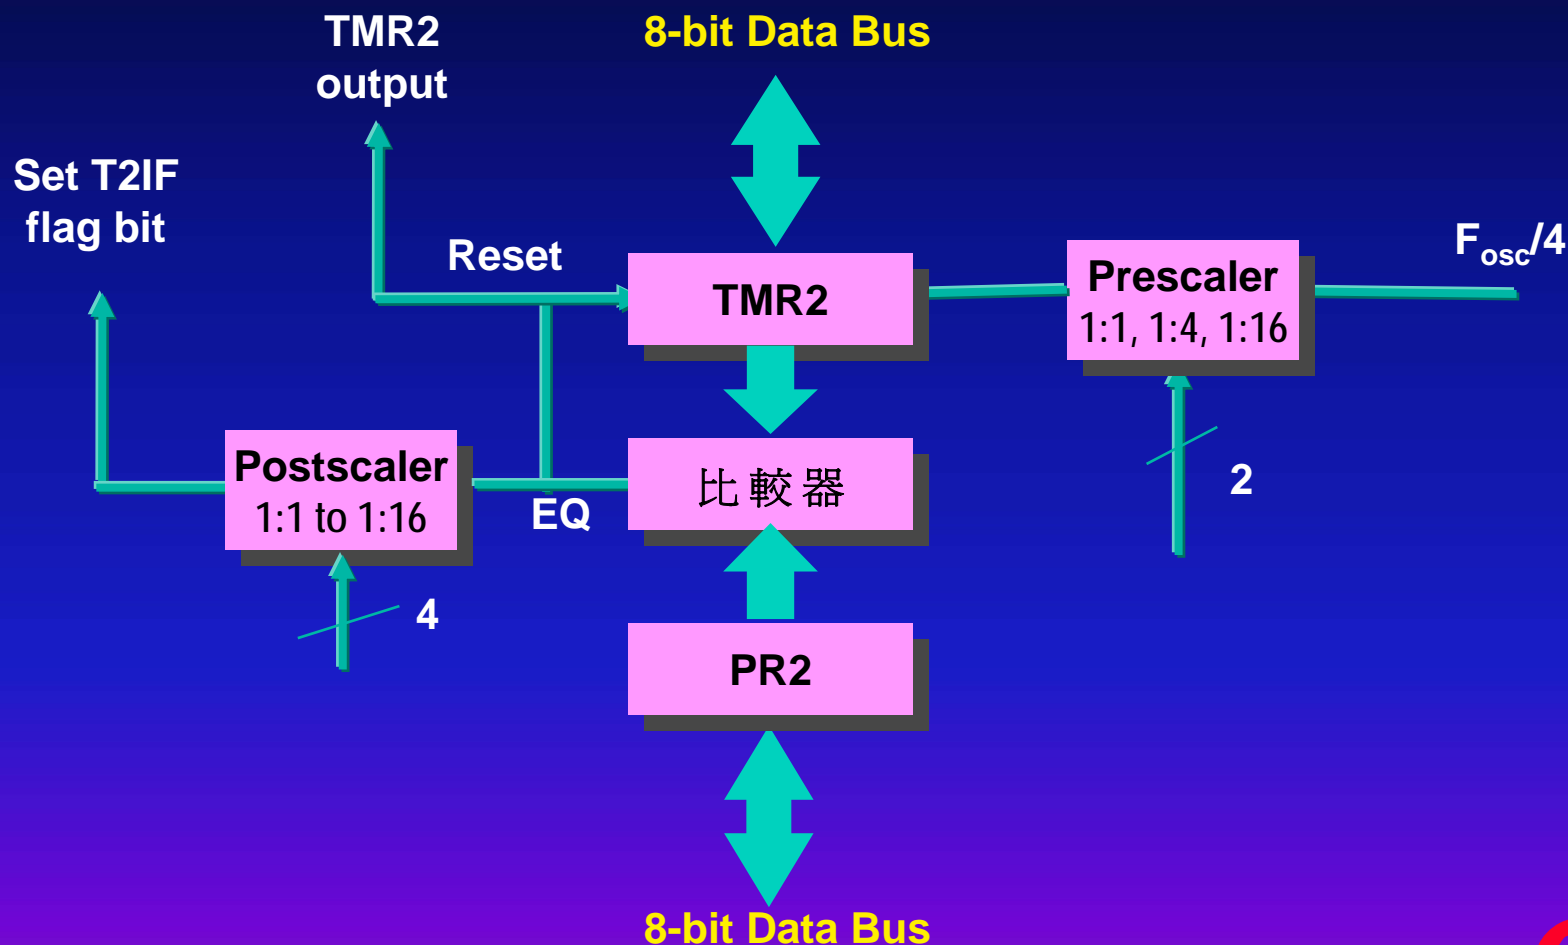 TMR2
output
8-bit Data Bus
Set T2IF
flag bit
Reset
TMR2
Prescaler
1:1, 1:4, 1:16
Fosc/4
Postscaler
1:1 to 1:16
EQ
比較器
2
4
PR2
8-bit Data Bus